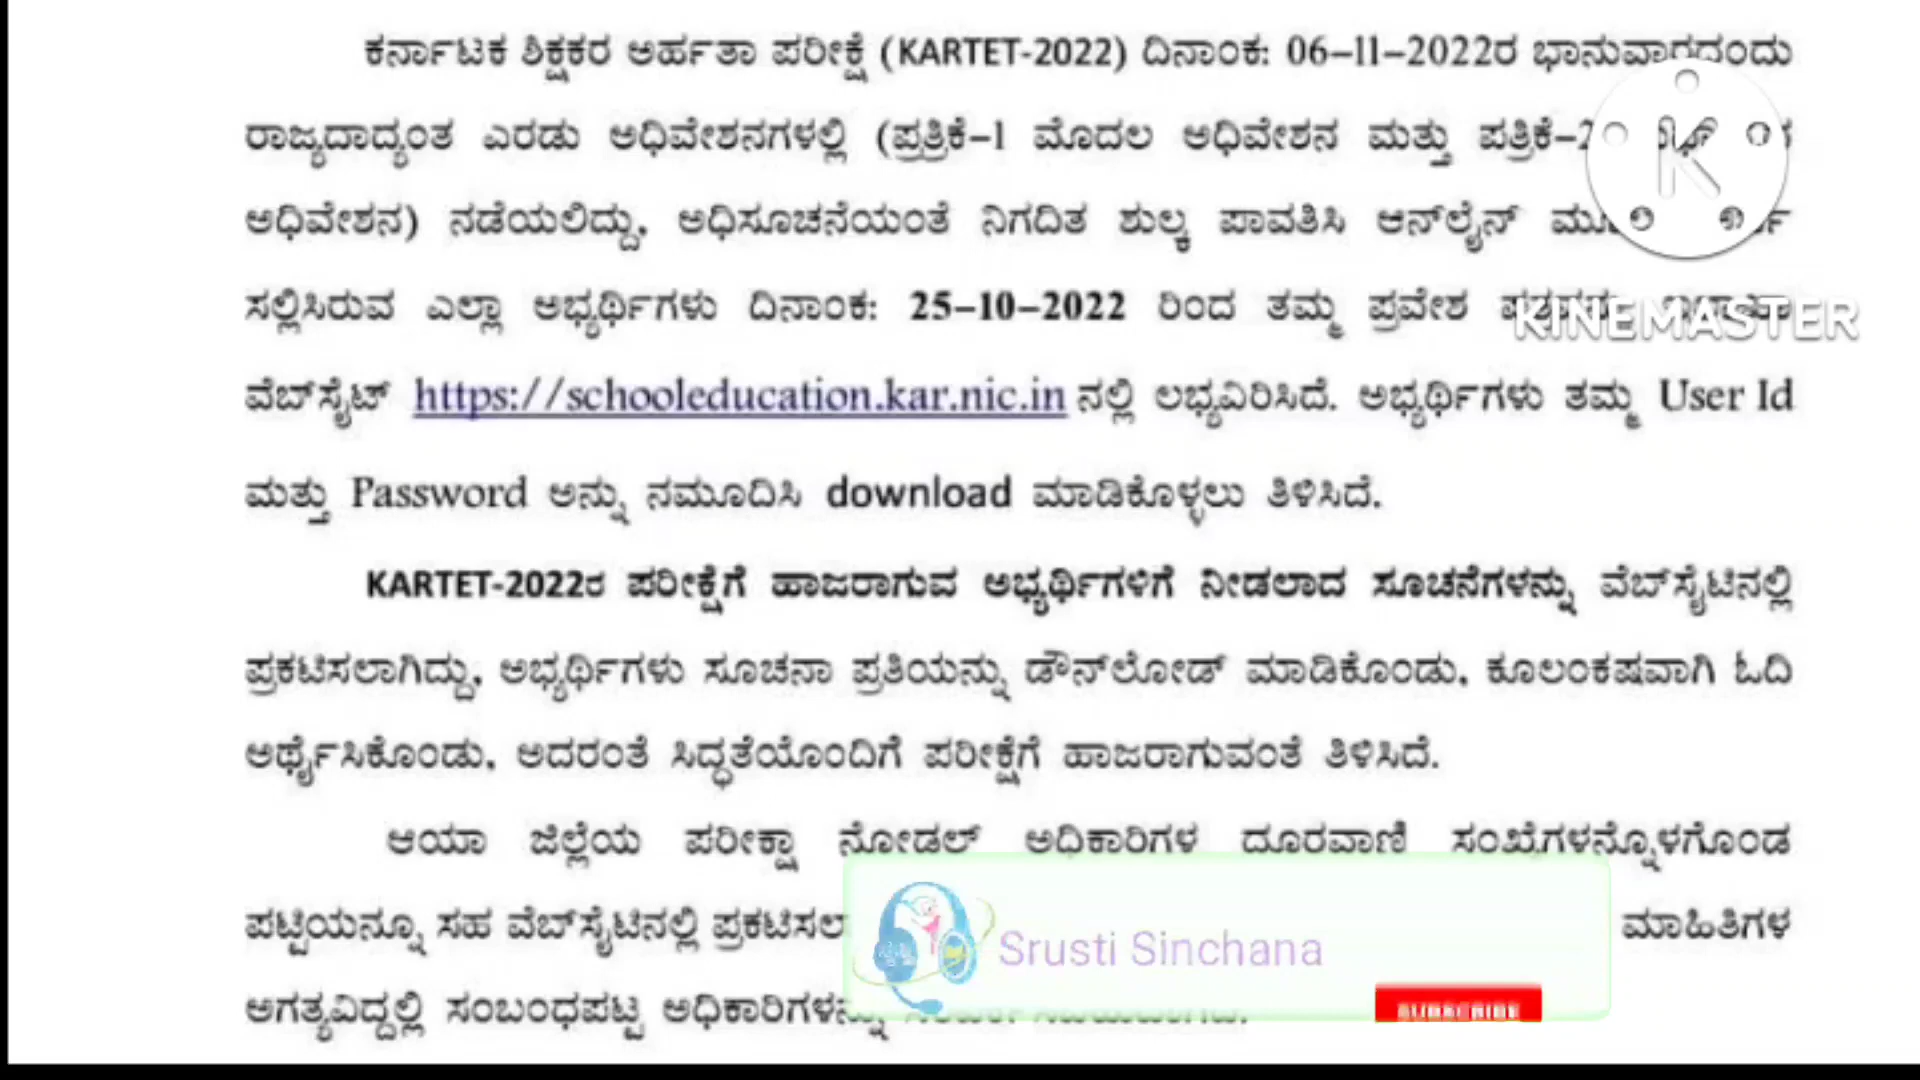 ಕರ್ನಾಟಕ ಶಿಕ್ಷಕರ ಅರ್ಹತಾ ಪರೀಕ್ಷೆ (KARTET-2022) ದಿನಾಂಕ: 06-11-2022ರ ಭಾನುವಾರದಂದು
ರಾಜ್ಯದಾದ್ಯಂತ ಎರಡು ಅಧಿವೇಶನಗಳಲ್ಲಿ (ಪ್ರತ್ರಿಕೆ-1 ಮೊದಲ ಅಧಿವೇಶನ ಮತ್ತು ಪತ್ರಿಕೆ-2
ಅಧಿವೇಶನ) ನಡೆಯಲಿದ್ದು, ಅಧಿಸೂಚನೆಯಂತೆ ನಿಗದಿತ ಶುಲ್ಕ ಪಾವತಿಸಿ ಆನ್‌ಲೈನ್
ಸಲ್ಲಿಸಿರುವ ಎಲ್ಲಾ ಅಭ್ಯರ್ಥಿಗಳು ದಿನಾಂಕ: 25-10-2022 ರಿಂದ ತಮ್ಮ ಪ್ರವೇಶ
KINEMASTER
ವೆಬ್‌ಸೈಟ್ https://schooleducation.kar.nic.in ನಲ್ಲಿ ಲಭ್ಯವಿರಿಸಿದೆ. ಅಭ್ಯರ್ಥಿಗಳು ತಮ್ಮ User Id
ಮತ್ತು Password ಅನ್ನು ನಮೂದಿಸಿ download ಮಾಡಿಕೊಳ್ಳಲು ತಿಳಿಸಿದೆ.
KARTET-2022ರ ಪರೀಕ್ಷೆಗೆ ಹಾಜರಾಗುವ ಅಭ್ಯರ್ಥಿಗಳಿಗೆ ನೀಡಲಾದ ಸೂಚನೆಗಳನ್ನು ವೆಬ್‌ಸೈಟಿನಲ್ಲಿ
ಪ್ರಕಟಿಸಲಾಗಿದ್ದು, ಅಭ್ಯರ್ಥಿಗಳು ಸೂಚನಾ ಪ್ರತಿಯನ್ನು ಡೌನ್‌ಲೋಡ್ ಮಾಡಿಕೊಂಡು, ಕೂಲಂಕಷವಾಗಿ ಓದಿ
ಅರ್ಥೈಸಿಕೊಂಡು, ಅದರಂತೆ ಸಿದ್ಧತೆಯೊಂದಿಗೆ ಪರೀಕ್ಷೆಗೆ ಹಾಜರಾಗುವಂತೆ ತಿಳಿಸಿದೆ.
ಆಯಾ ಜಿಲ್ಲೆಯ ಪರೀಕ್ಷಾ ನೋಡಲ್ ಅಧಿಕಾರಿಗಳ ದೂರವಾಣಿ ಸಂಖ್ಯೆಗಳನ್ನೊಳಗೊಂಡ
ಪಟ್ಟಿಯನ್ನೂ ಸಹ ವೆಬ್‌ಸೈಟಿನಲ್ಲಿ ಮಾಹಿತಿಗಳ
Srusti Sinchana
ಅಗತ್ಯವಿದ್ದಲ್ಲಿ ಸಂಬಂಧಪಟ್ಟ ಅಧಿಕಾರಿಗಳನ್ನು
SUBSCRIBE